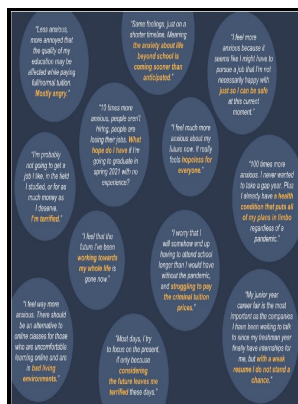 "Less anxious,
more annoyed that
the quality of my
education may be
affected while paying
full/normal tuition.
Mostly angry."
"Same feelings, just on a
shorter timeline. Meaning
the anxiety about life
beyond school is
coming sooner than
anticipated."
"I feel more
anxious because it
seems like I might have to
pursue a job that I'm not
necessarily happy with
just so I can be safe
at this current
moment."
"10 times more
anxious, people aren't
hiring, people are
losing their jobs. What
hope do I have if I'm
going to graduate in
spring 2021 with no
experience?"
"I feel much more
anxious about my
future now. It really
feels hopeless for
everyone."
"I'm probably
not going to get a
job I like, in the field
I studied, or for as
much money as
I deserve.
I'm terrified."
"100 times more
anxious. I never wanted
to take a gap year. Plus
I already have a health
condition that puts all
of my plans in limbo
regardless of a
pandemic."
"I feel that the
future I've been
working towards
my whole life is
gone now."
"I worry that I
will somehow end up
having to attend school
longer than I would have
without the pandemic,
and struggling to pay
the criminal tuition
prices."
"I feel way more
anxious. There should
be an alternative to
online classes for those
who are uncomfortable
learning online and are
in bad living
environments."
"Most days, I try
to focus on the present,
if only because
considering
the future leaves me
terrified these days."
"My junior year
career fair is the most
important as the companies
I have been waiting to talk
to since my freshman year
finally have internships for
me, but with a weak
resume I do not stand a
chance."